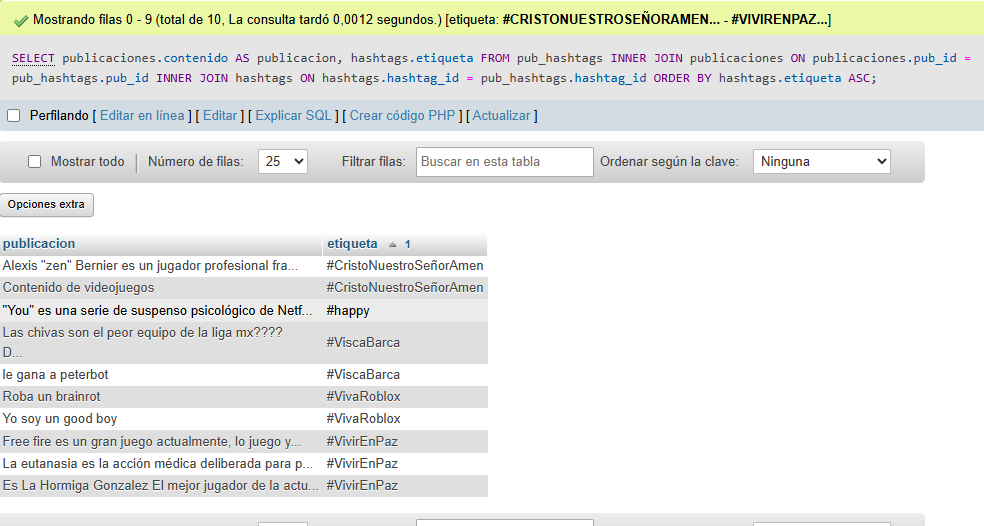 Mostrando filas 0 - 9 (total de 10, La consulta tardó 0,0012 segundos.) [etiqueta: #CRISTONUESTROSEÑORAMEN... - #VIVIRENPAZ...]
SELECT publicaciones.contenido AS publicacion, hashtags.etiqueta FROM pub_hashtags INNER JOIN publicaciones ON publicaciones.pub_id =
pub_hashtags.pub_id INNER JOIN hashtags ON hashtags.hashtag_id = pub_hashtags.hashtag_id ORDER BY hashtags.etiqueta ASC;
Perfilando [ Editar en línea ] [ Editar ] [ Explicar SQL ] [ Crear código PHP ] [ Actualizar ]
Mostrar todo | Número de filas: 25 Filtrar filas: Buscar en esta tabla Ordenar según la clave: Ninguna
Opciones extra
publicacion etiqueta 1
Alexis "zen" Bernier es un jugador profesional fra... #CristoNuestroSeñorAmen
Contenido de videojuegos #CristoNuestroSeñorAmen
"You" es una serie de suspenso psicológico de Netf... #happy
Las chivas son el peor equipo de la liga mx????
D... #ViscaBarca
le gana a peterbot #ViscaBarca
Roba un brainrot #VivaRoblox
Yo soy un good boy #VivaRoblox
Free fire es un gran juego actualmente, lo juego y... #VivirEnPaz
La eutanasia es la acción médica deliberada para p... #VivirEnPaz
Es La Hormiga Gonzalez El mejor jugador de la actu... #VivirEnPaz